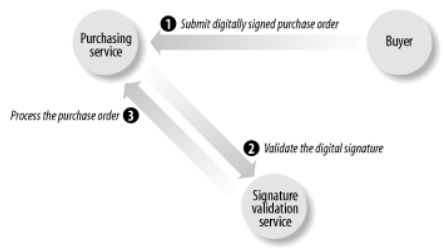 1 Submit digitally signed purchase order
Purchasing
service
Buyer
Process the purchase order 3
2 Validate the digital signature
Signature
validation
service